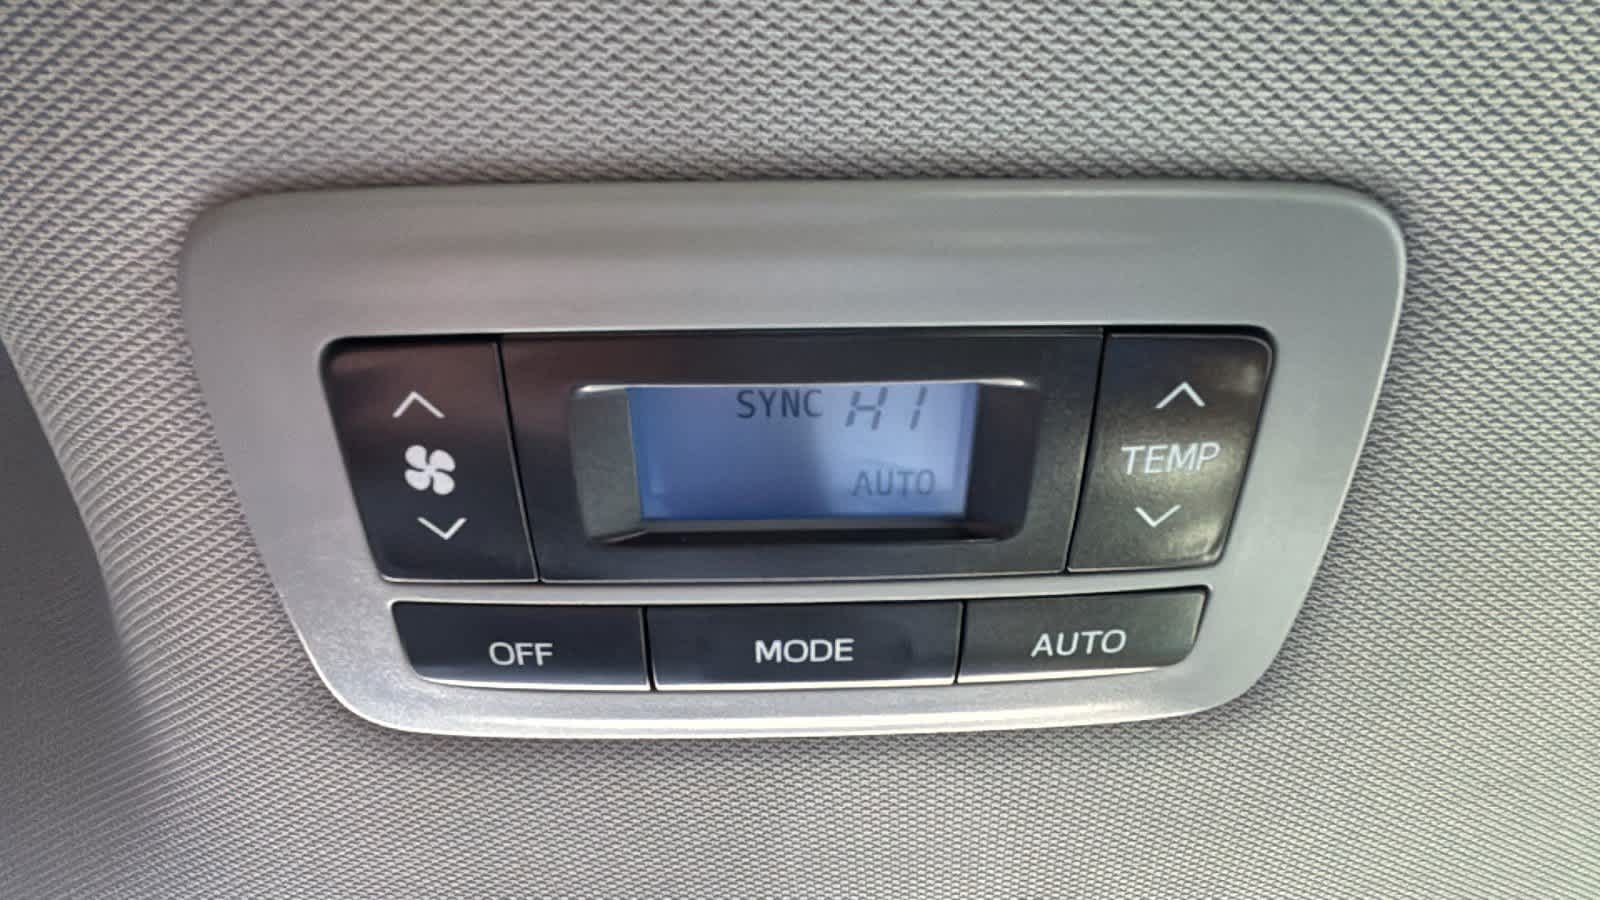 SYNC HI
AUTO
TEMP
OFF MODE AUTO